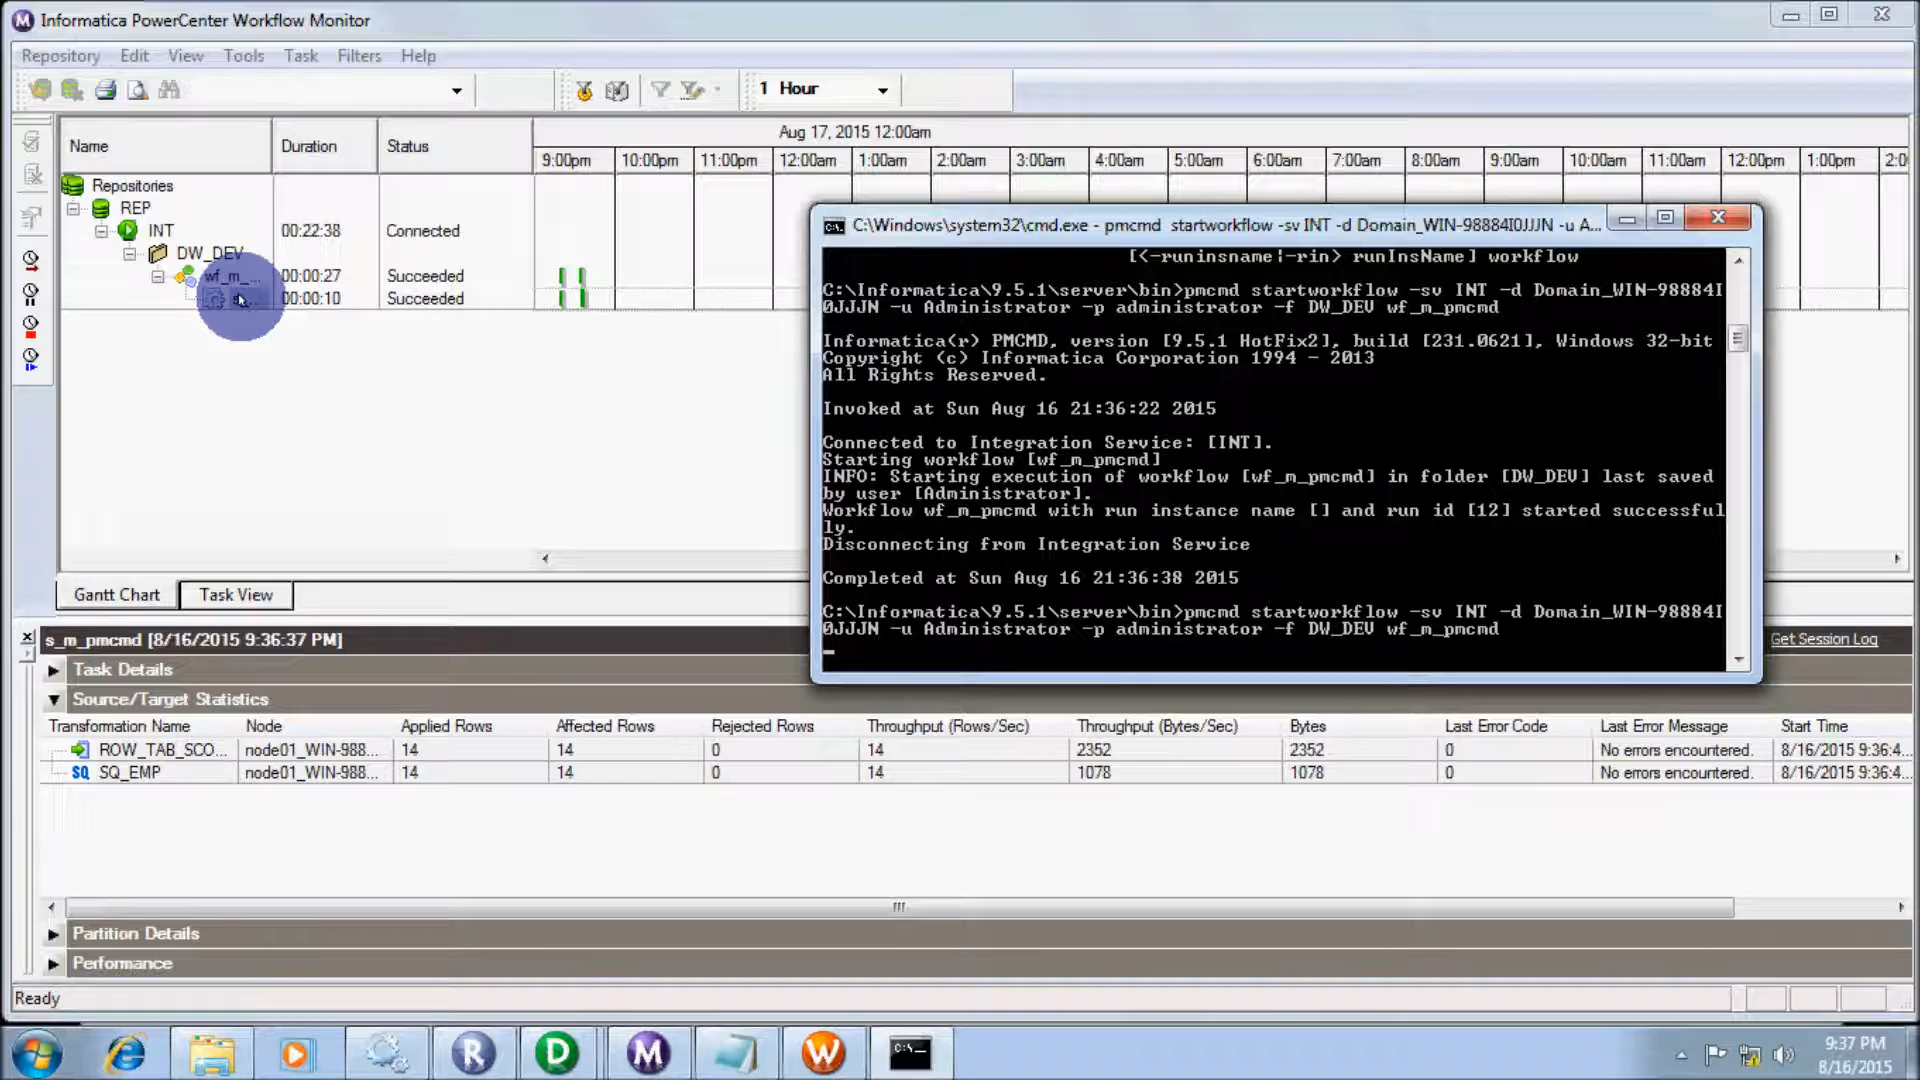 Informatica PowerCenter Workflow Monitor
Repository Edit View Tools Task Filters Help
1 Hour
Name Duration Status
Aug 17, 2015 12:00am
9:00pm 10:00pm 11:00pm 12:00am 1:00am 2:00am 3:00am 4:00am 5:00am 6:00am 7:00am 8:00am 9:00am 10:00am 11:00am 12:00pm 1:00pm 2:0
Repositories
REP
INT 00:22:38 Connected
DW_DEV
wf_m_... 00:00:27 Succeeded
s_... 00:00:10 Succeeded
C:\Windows\system32\cmd.exe - pmcmd startworkflow -sv INT -d Domain_WIN-98884I0JJJN -u A...
[<-runinsname|-rin> runInsName] workflow
C:\Informatica\9.5.1\server\bin>pmcmd startworkflow -sv INT -d Domain_WIN-98884I
0JJJN -u Administrator -p administrator -f DW_DEV wf_m_pmcmd
Informatica(r) PMCMD, version [9.5.1 HotFix2], build [231.0621], Windows 32-bit
Copyright (c) Informatica Corporation 1994 - 2013
All Rights Reserved.
Invoked at Sun Aug 16 21:36:22 2015
Connected to Integration Service: [INT].
Starting workflow [wf_m_pmcmd]
INFO: Starting execution of workflow [wf_m_pmcmd] in folder [DW_DEV] last saved
by user [Administrator].
Workflow wf_m_pmcmd with run instance name [] and run id [12] started successful
ly.
Disconnecting from Integration Service
Completed at Sun Aug 16 21:36:38 2015
C:\Informatica\9.5.1\server\bin>pmcmd startworkflow -sv INT -d Domain_WIN-98884I
0JJJN -u Administrator -p administrator -f DW_DEV wf_m_pmcmd
Gantt Chart Task View
s_m_pmcmd [8/16/2015 9:36:37 PM] Get Session Log
Task Details
Source/Target Statistics
Transformation Name Node Applied Rows Affected Rows Rejected Rows Throughput (Rows/Sec) Throughput (Bytes/Sec) Bytes Last Error Code Last Error Message Start Time
ROW_TAB_SCO... node01_WIN-988... 14 14 0 14 2352 2352 0 No errors encountered. 8/16/2015 9:36:4...
SQ SQ_EMP node01_WIN-988... 14 14 0 14 1078 1078 0 No errors encountered. 8/16/2015 9:36:4...
Partition Details
Performance
Ready
R D M W C:\
9:37 PM
8/16/2015